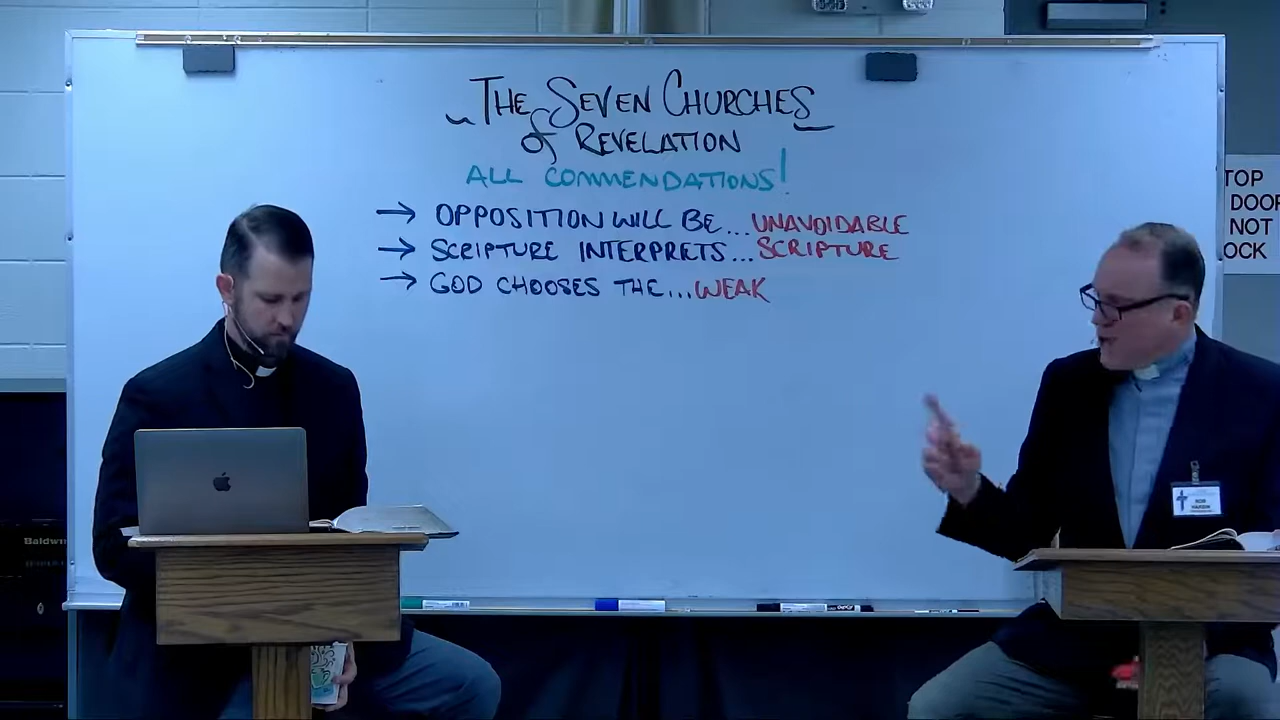 THE SEVEN CHURCHES
of REVELATION
ALL COMMENDATIONS!
→ OPPOSITION WILL BE...UNAVOIDABLE
→ SCRIPTURE INTERPRETS...SCRIPTURE
→ GOD CHOOSES THE...WEAK
TOP
DOOR
NOT
OCK
Baldwin